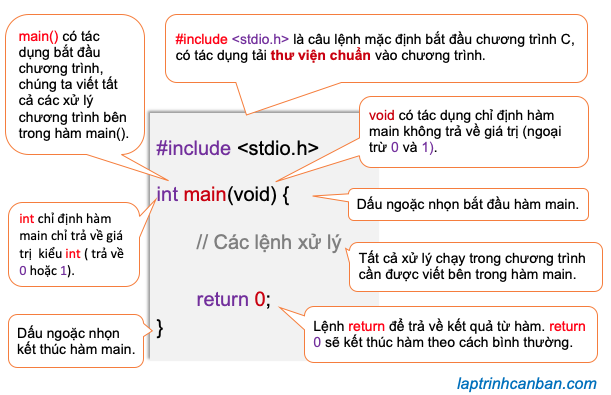 main() có tác
dụng bắt đầu
chương trình,
chúng ta viết tất
cả các xử lý
chương trình bên
trong hàm main().
#include <stdio.h> là câu lệnh mặc định bắt đầu chương trình C,
có tác dụng tải thư viện chuẩn vào chương trình.
void có tác dụng chỉ định hàm
main không trả về giá trị (ngoại
trừ 0 và 1).
#include <stdio.h>
int main(void) {
// Các lệnh xử lý
return 0;
}
Dấu ngoặc nhọn bắt đầu hàm main.
int chỉ định hàm
main chỉ trả về giá
trị kiểu int ( trả về
0 hoặc 1).
Tất cả xử lý chạy trong chương trình
cần được viết bên trong hàm main.
Dấu ngoặc nhọn
kết thúc hàm main.
Lệnh return để trả về kết quả từ hàm. return
0 sẽ kết thúc hàm theo cách bình thường.
laptrinhcanban.com